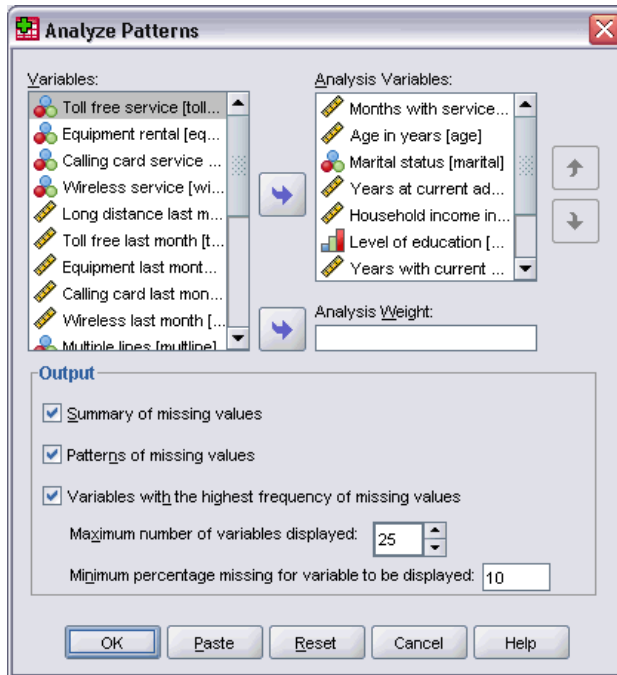 Analyze Patterns
Variables:
Toll free service [toll...
Equipment rental [eq...
Calling card service ...
Wireless service [wi...
Long distance last m...
Toll free last month [t...
Equipment last mont...
Calling card last mon...
Wireless last month [...
Multiple lines [multline]
Analysis Variables:
Months with service...
Age in years [age]
Marital status [marital]
Years at current ad...
Household income in...
Level of education [...
Years with current ...
Analysis Weight:
Output
Summary of missing values
Patterns of missing values
Variables with the highest frequency of missing values
Maximum number of variables displayed: 25
Minimum percentage missing for variable to be displayed: 10
OK Paste Reset Cancel Help